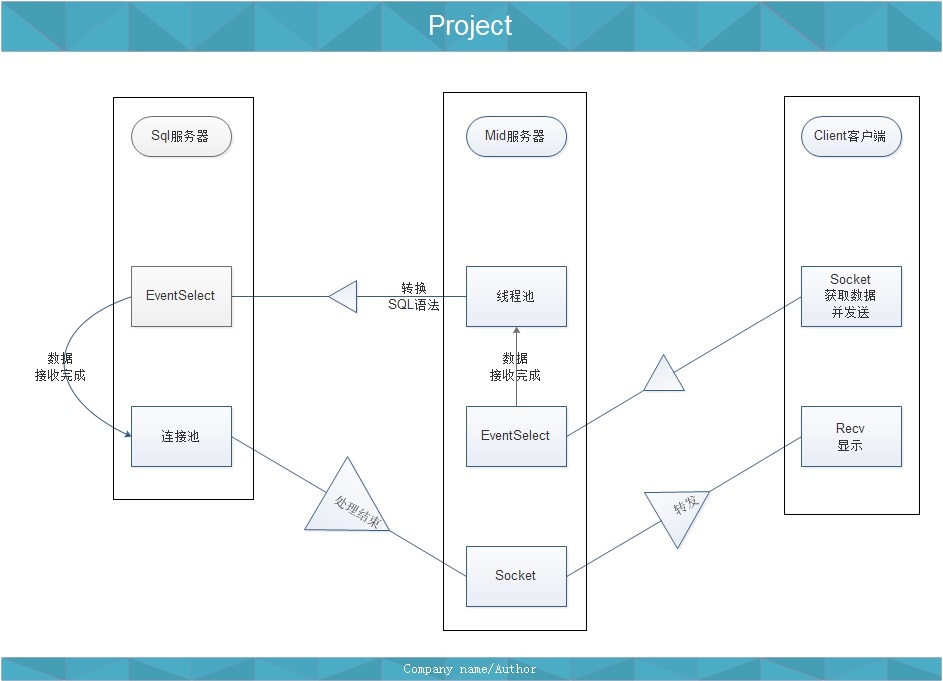 Project
Sql服务器
Mid服务器
Client客户端
EventSelect
转换
SQL语法
线程池
Socket
获取数据
并发送
数据
接收完成
数据
接收完成
连接池
EventSelect
Recv
显示
处理结束
转发
Socket
Company name/Author